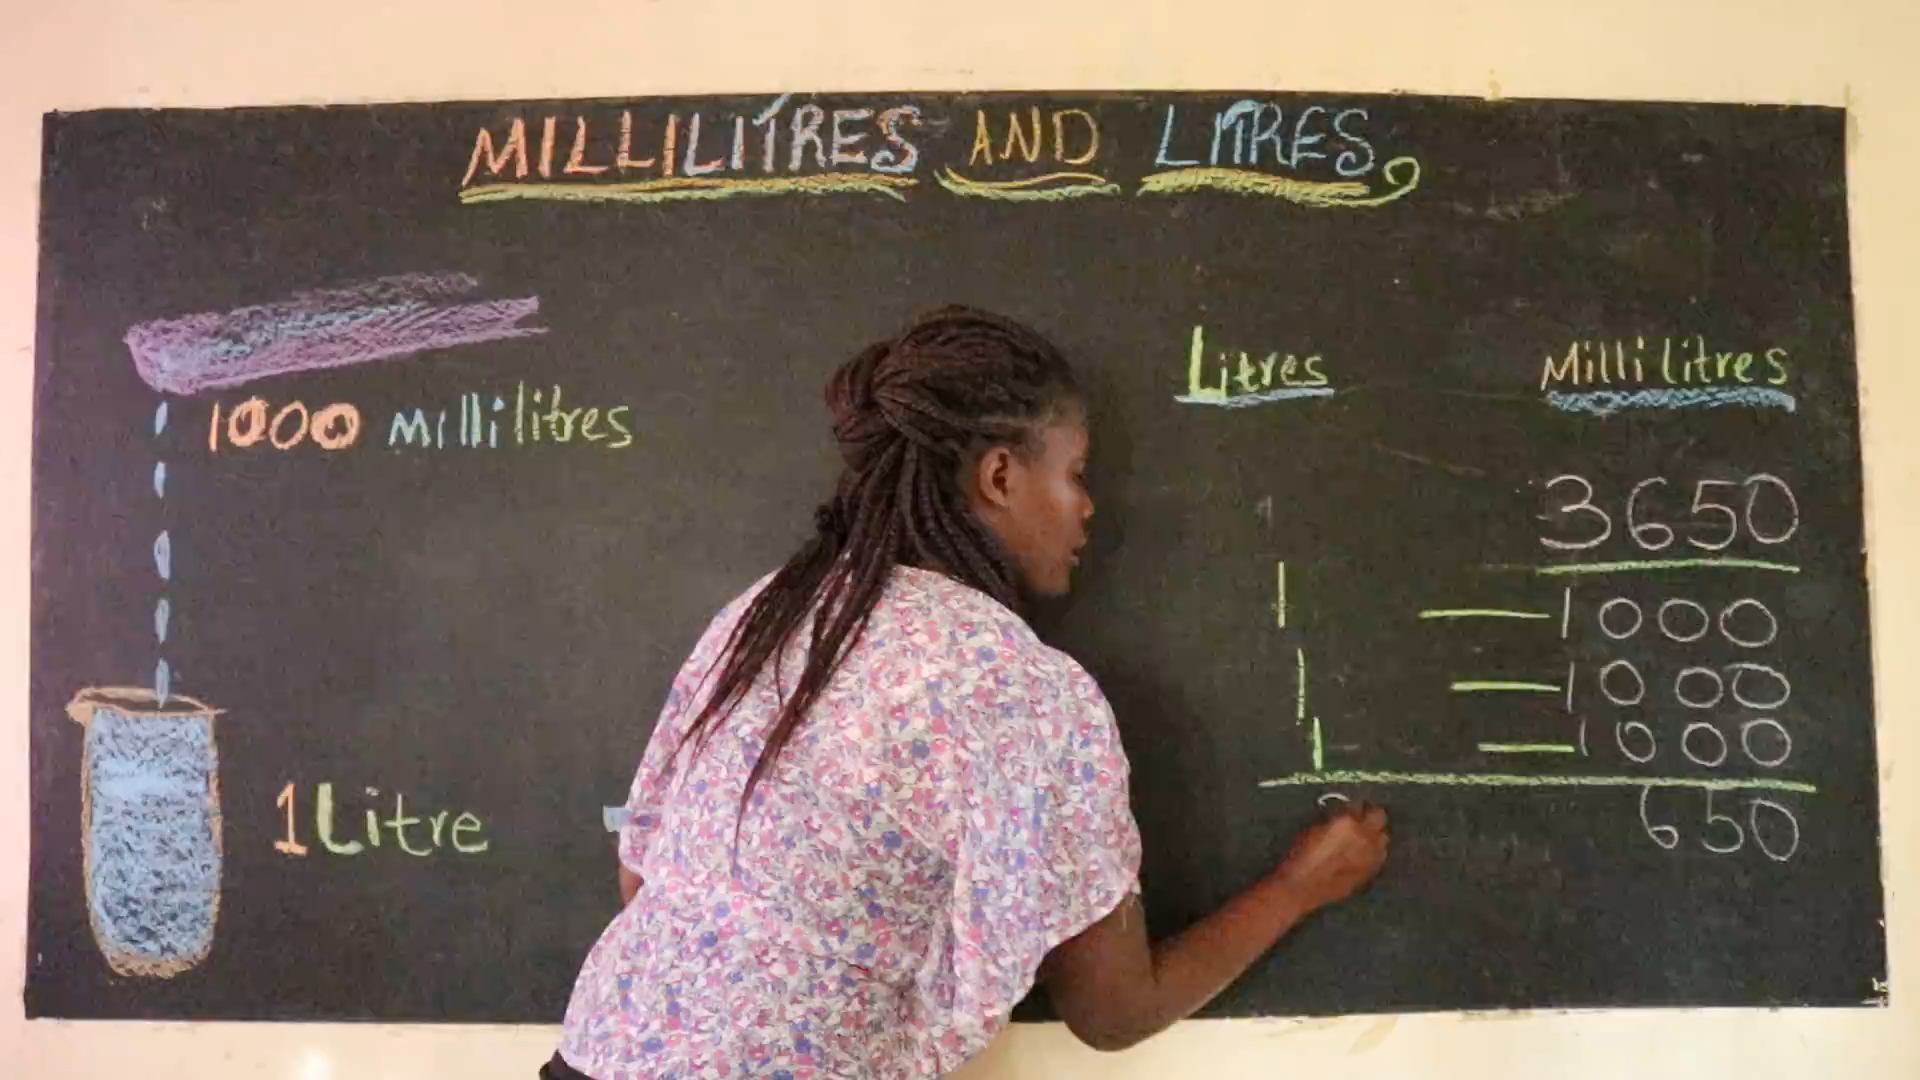 MILLILITRES AND LITRES
1000 Millilitres
1 Litre
Litres Millilitres
3650
1 — 1000
1 — 1000
1 — 1000
650